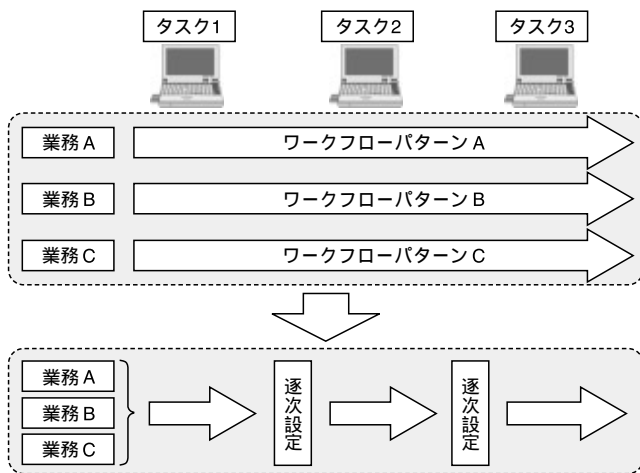 タスク1
タスク2
タスク3
業務A
ワークフローパターンA
業務B
ワークフローパターンB
業務C
ワークフローパターンC
業務A
業務B
業務C
逐次設定
逐次設定